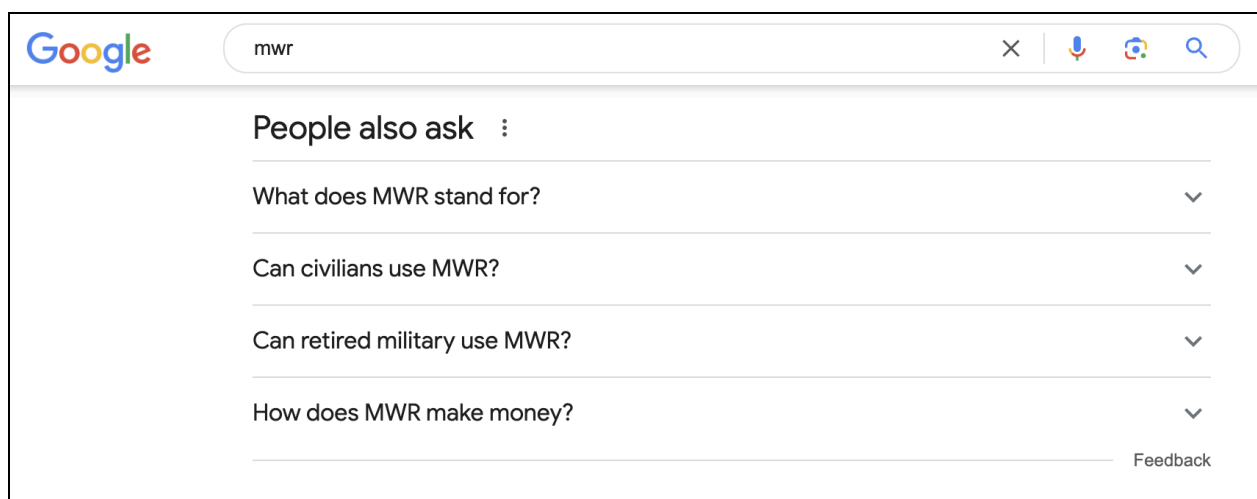 Google
mwr
People also ask
What does MWR stand for?
Can civilians use MWR?
Can retired military use MWR?
How does MWR make money?
Feedback